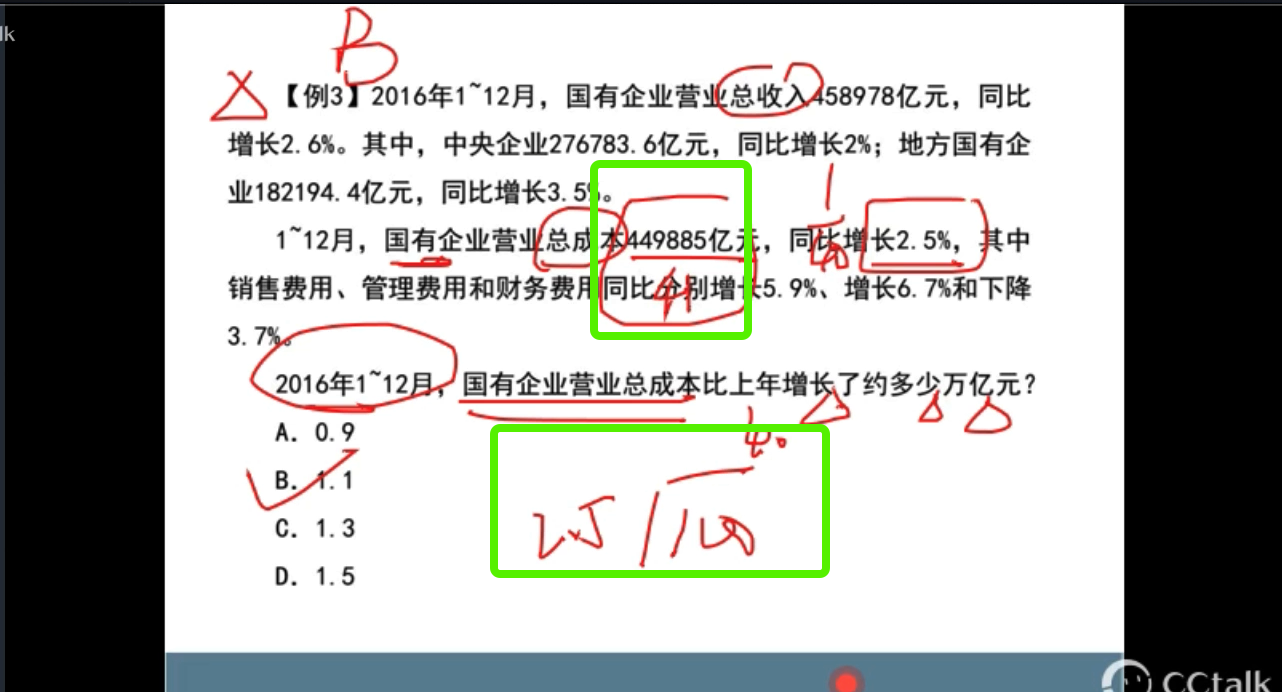 lk
B
【例3】2016年1~12月，国有企业营业总收入458978亿元，同比
增长2.6%。其中，中央企业276783.6亿元，同比增长2%；地方国有企
业182194.4亿元，同比增长3.5%。
1
40
1~12月，国有企业营业总成本449885亿元，同比增长2.5%，其中
41
销售费用、管理费用和财务费用同比分别增长5.9%、增长6.7%和下降
3.7%。
2016年1~12月，国有企业营业总成本比上年增长了约多少万亿元？
A. 0.9
B. 1.1
C. 1.3
D. 1.5
2.5 / 100
CCtalk